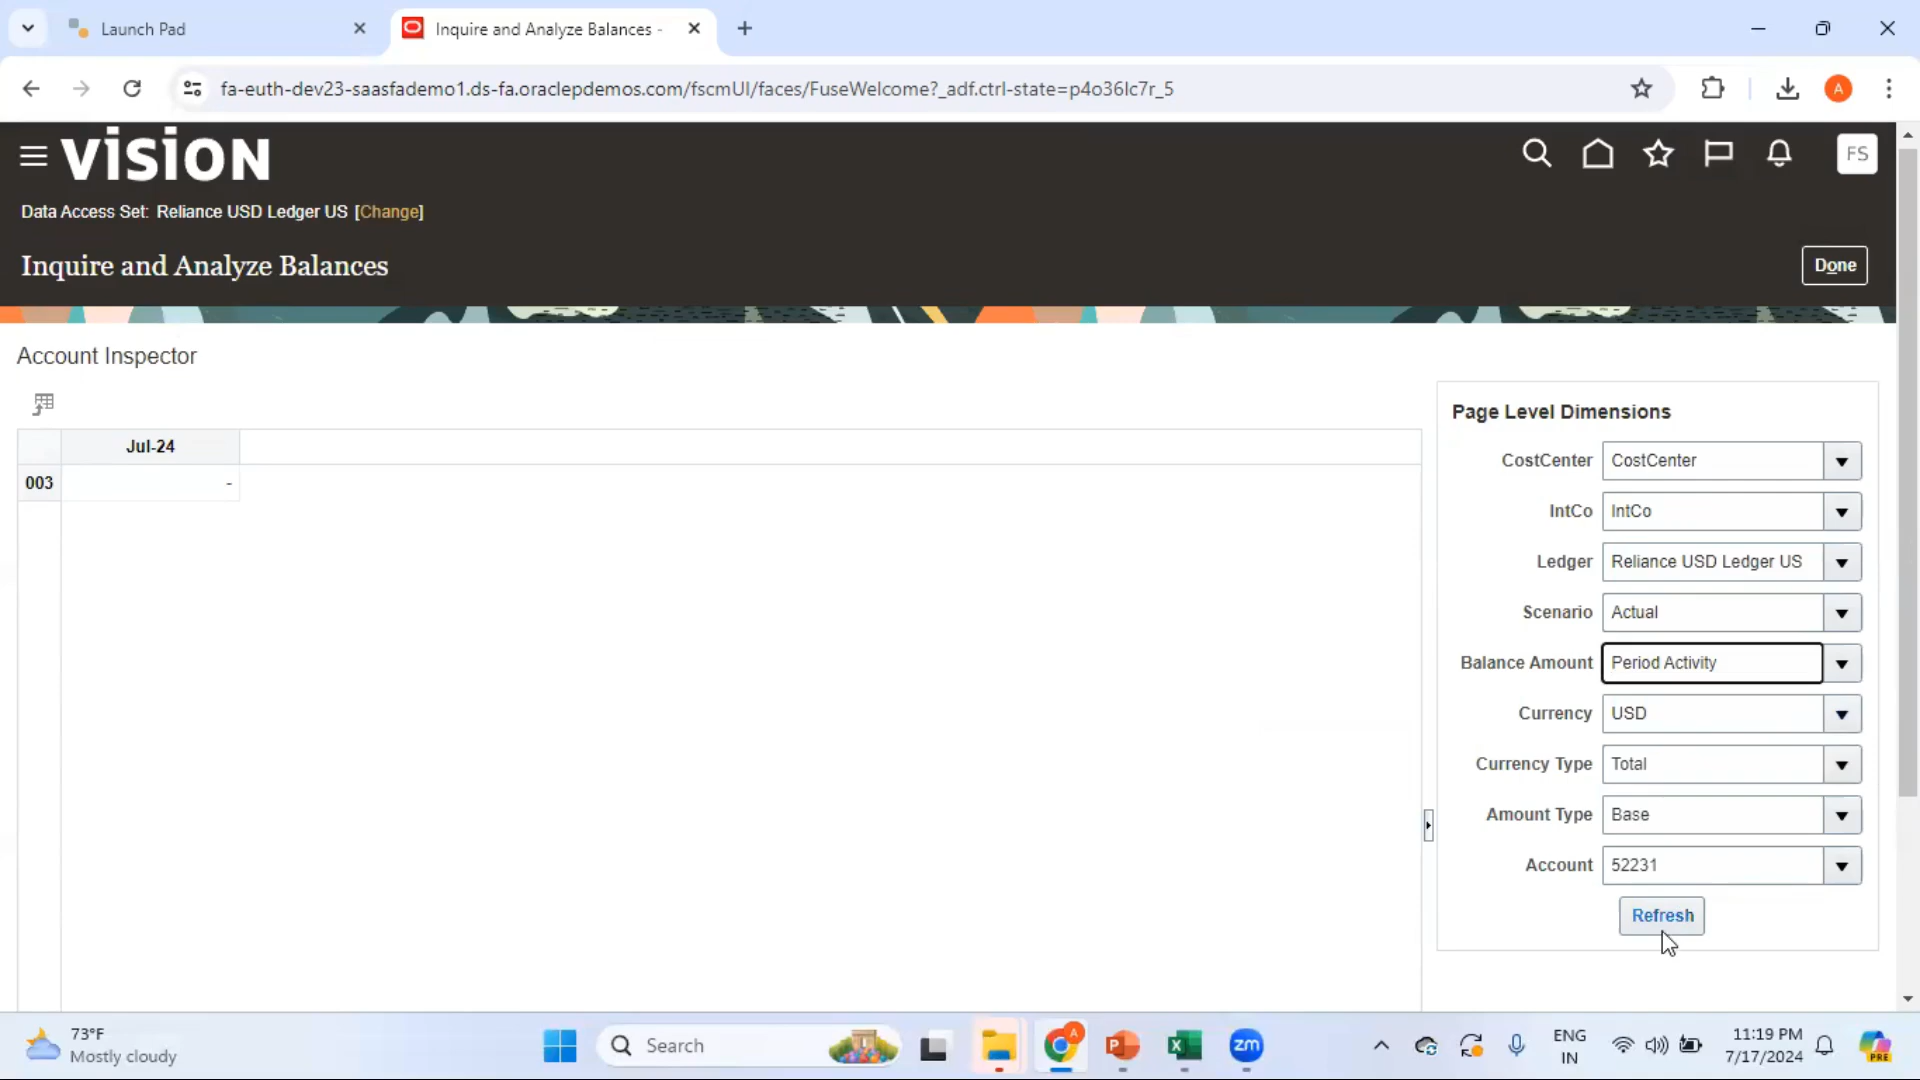 Launch Pad
Inquire and Analyze Balances -
fa-euth-dev23-saasfademo1.ds-fa.oraclepdemos.com/fscmUI/faces/FuseWelcome?_adf.ctrl-state=p4o36lc7r_5
A
VISION
FS
Data Access Set: Reliance USD Ledger US [Change]
Inquire and Analyze Balances
Done
Account Inspector
Page Level Dimensions
Jul-24
003 -
CostCenter CostCenter
IntCo IntCo
Ledger Reliance USD Ledger US
Scenario Actual
Balance Amount Period Activity
Currency USD
Currency Type Total
Amount Type Base
Account 52231
Refresh
73°F
Mostly cloudy
Search
A
zm
ENG
IN
11:19 PM
7/17/2024
PRE